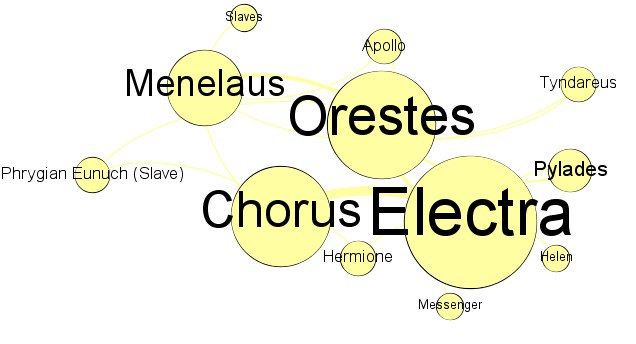 Slaves
Apollo
Menelaus
Tyndareus
Orestes
Phrygian Eunuch (Slave)
Pylades
Chorus
Electra
Hermione
Helen
Messenger